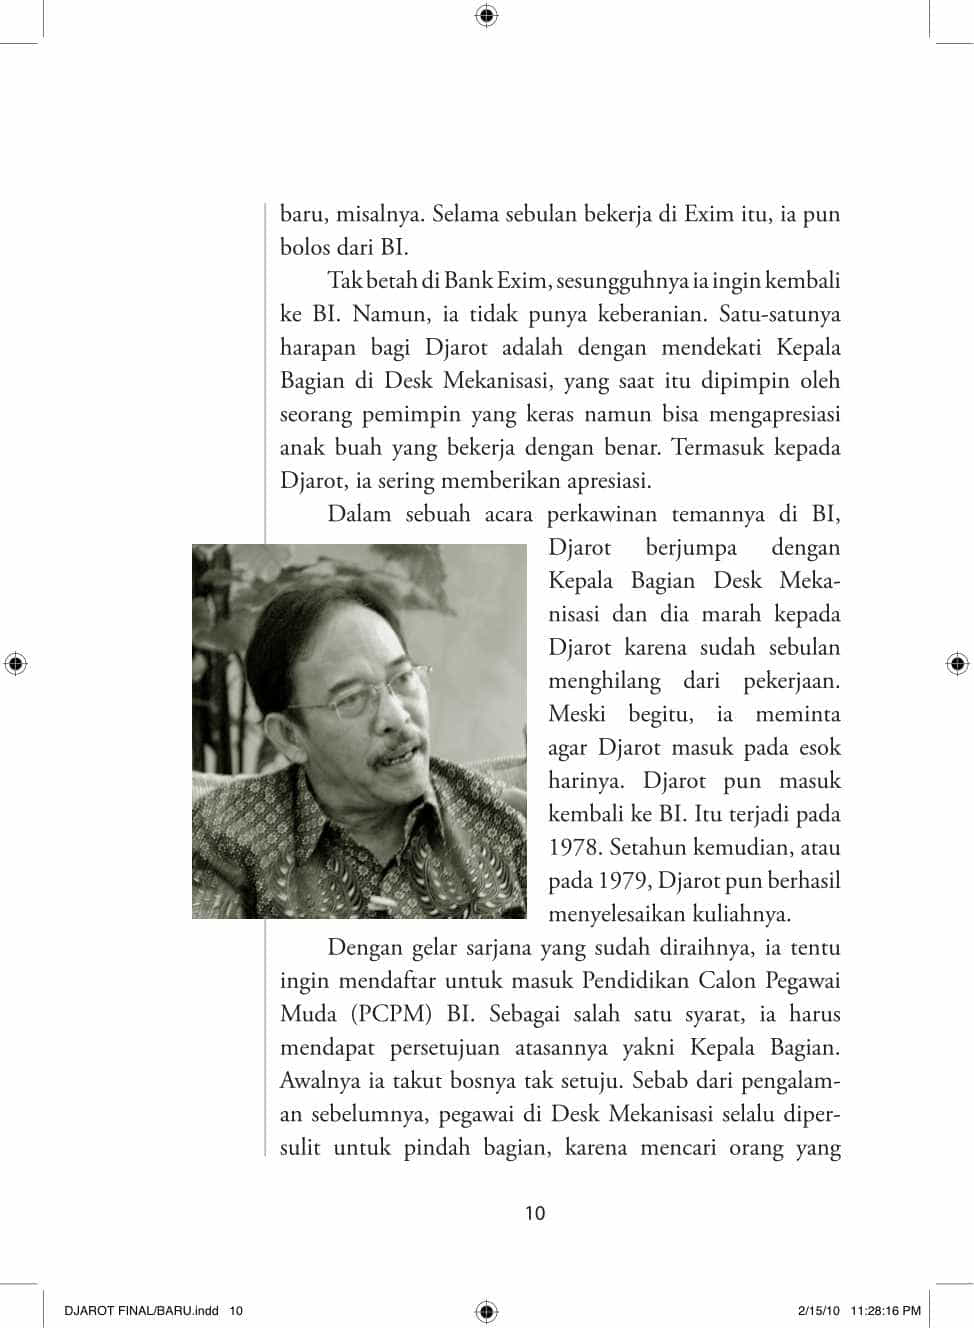 baru, misalnya. Selama sebulan bekerja di Exim itu, ia pun
bolos dari BI.
Tak betah di Bank Exim, sesungguhnya ia ingin kembali
ke BI. Namun, ia tidak punya keberanian. Satu-satunya
harapan bagi Djarot adalah dengan mendekati Kepala
Bagian di Desk Mekanisasi, yang saat itu dipimpin oleh
seorang pemimpin yang keras namun bisa mengapresiasi
anak buah yang bekerja dengan benar. Termasuk kepada
Djarot, ia sering memberikan apresiasi.
Dalam sebuah acara perkawinan temannya di BI,
Djarot berjumpa dengan
Kepala Bagian Desk Meka-
nisasi dan dia marah kepada
Djarot karena sudah sebulan
menghilang dari pekerjaan.
Meski begitu, ia meminta
agar Djarot masuk pada esok
harinya. Djarot pun masuk
kembali ke BI. Itu terjadi pada
1978. Setahun kemudian, atau
pada 1979, Djarot pun berhasil
menyelesaikan kuliahnya.
Dengan gelar sarjana yang sudah diraihnya, ia tentu
ingin mendaftar untuk masuk Pendidikan Calon Pegawai
Muda (PCPM) BI. Sebagai salah satu syarat, ia harus
mendapat persetujuan atasannya yakni Kepala Bagian.
Awalnya ia takut bosnya tak setuju. Sebab dari pengalam-
an sebelumnya, pegawai di Desk Mekanisasi selalu diper-
sulit untuk pindah bagian, karena mencari orang yang
10
DJAROT FINAL/BARU.indd 10
2/15/10 11:28:16 PM